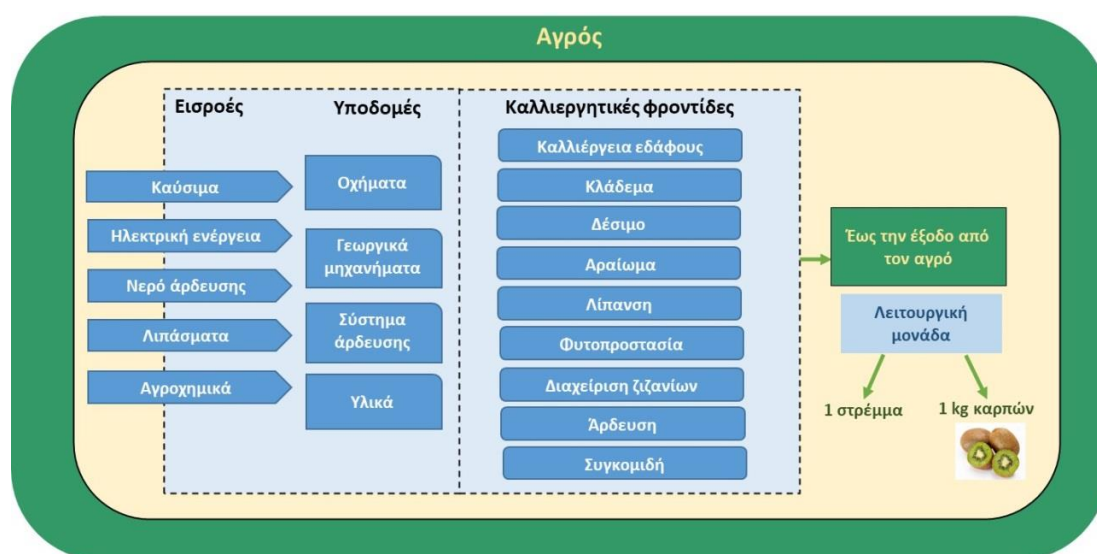 Αγρός
Εισροές
Καύσιμα
Ηλεκτρική ενέργεια
Νερό άρδευσης
Λιπάσματα
Αγροχημικά
Υποδομές
Οχήματα
Γεωργικά
μηχανήματα
Σύστημα
άρδευσης
Υλικά
Καλλιεργητικές φροντίδες
Καλλιέργεια εδάφους
Κλάδεμα
Δέσιμο
Αραίωμα
Λίπανση
Φυτοπροστασία
Διαχείριση ζιζανίων
Άρδευση
Συγκομιδή
Έως την έξοδο από
τον αγρό
Λειτουργική
μονάδα
1 στρέμμα
1 kg καρπών